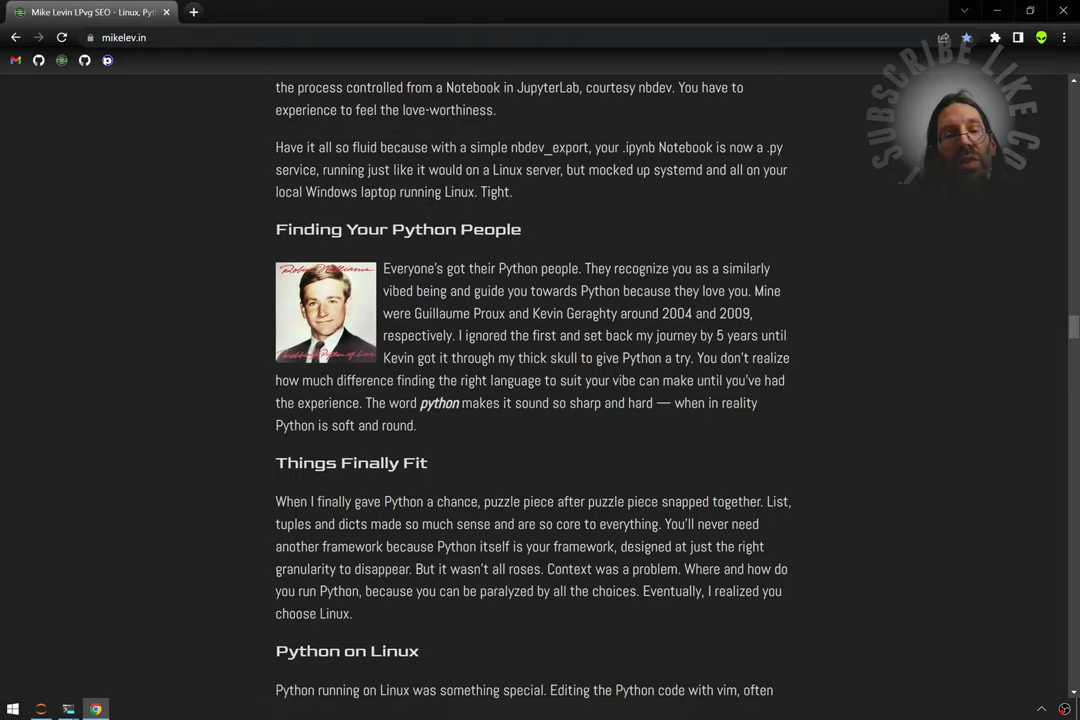 Mike Levin LPvg SEO - Linux, Pyt
mikelev.in
SUBSCRIBE LIKE CO
the process controlled from a Notebook in JupyterLab, courtesy nbdev. You have to
experience to feel the love-worthiness.
Have it all so fluid because with a simple nbdev_export, your .ipynb Notebook is now a .py
service, running just like it would on a Linux server, but mocked up systemd and all on your
local Windows laptop running Linux. Tight.
Finding Your Python People
Everyone's got their Python people. They recognize you as a similarly
vibed being and guide you towards Python because they love you. Mine
were Guillaume Proux and Kevin Geraghty around 2004 and 2009,
respectively. I ignored the first and set back my journey by 5 years until
Kevin got it through my thick skull to give Python a try. You don't realize
how much difference finding the right language to suit your vibe can make until you've had
the experience. The word python makes it sound so sharp and hard — when in reality
Python is soft and round.
Things Finally Fit
When I finally gave Python a chance, puzzle piece after puzzle piece snapped together. List,
tuples and dicts made so much sense and are so core to everything. You'll never need
another framework because Python itself is your framework, designed at just the right
granularity to disappear. But it wasn't all roses. Context was a problem. Where and how do
you run Python, because you can be paralyzed by all the choices. Eventually, I realized you
choose Linux.
Python on Linux
Python running on Linux was something special. Editing the Python code with vim, often